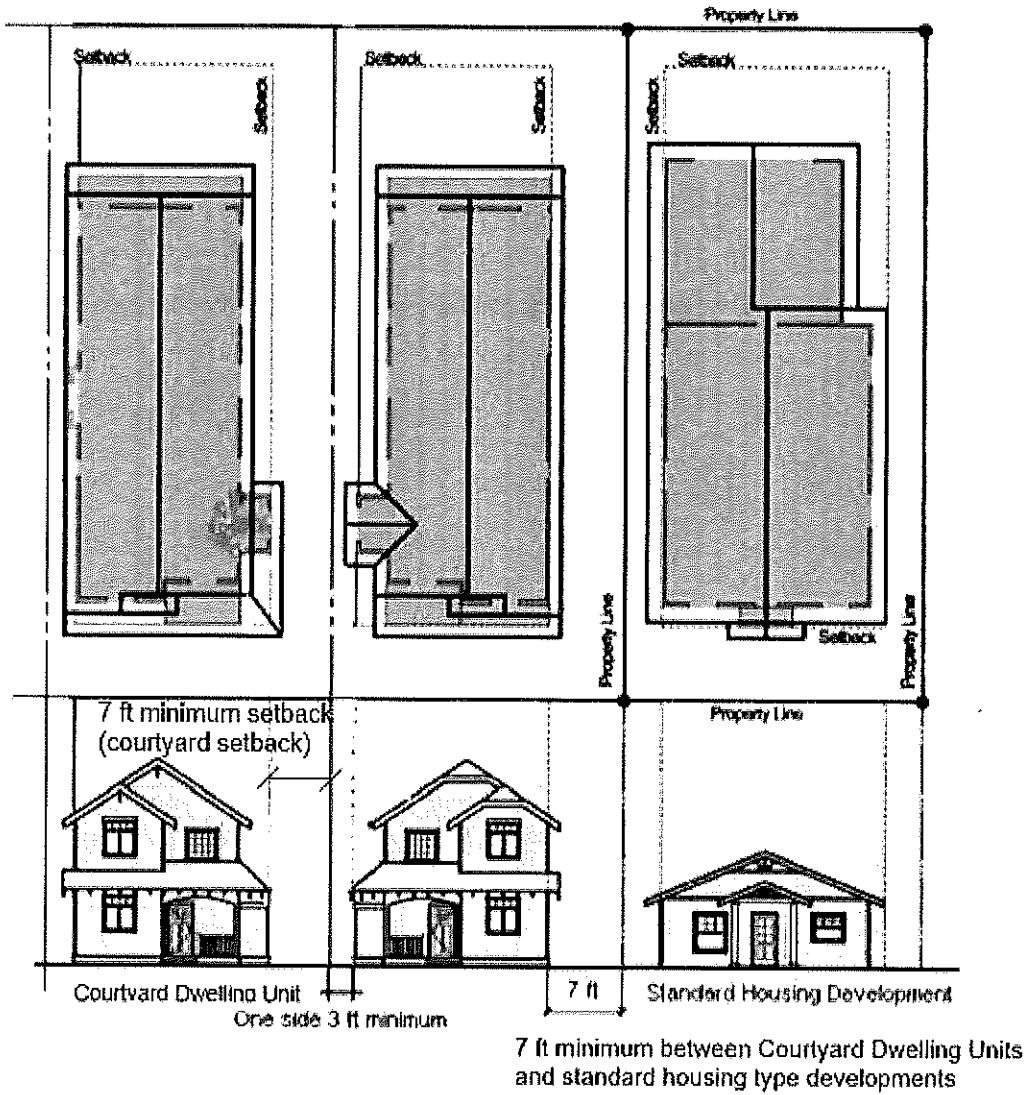 Property Line
Setback
Setback
Setback
Setback
Setback
Setback
Property Line
Setback
Property Line
7 ft minimum setback
(courtyard setback)
Property Line
Courtyard Dwelling Unit
7 ft
Standard Housing Development
One side 3 ft minimum
7 ft minimum between Courtyard Dwelling Units
and standard housing type developments